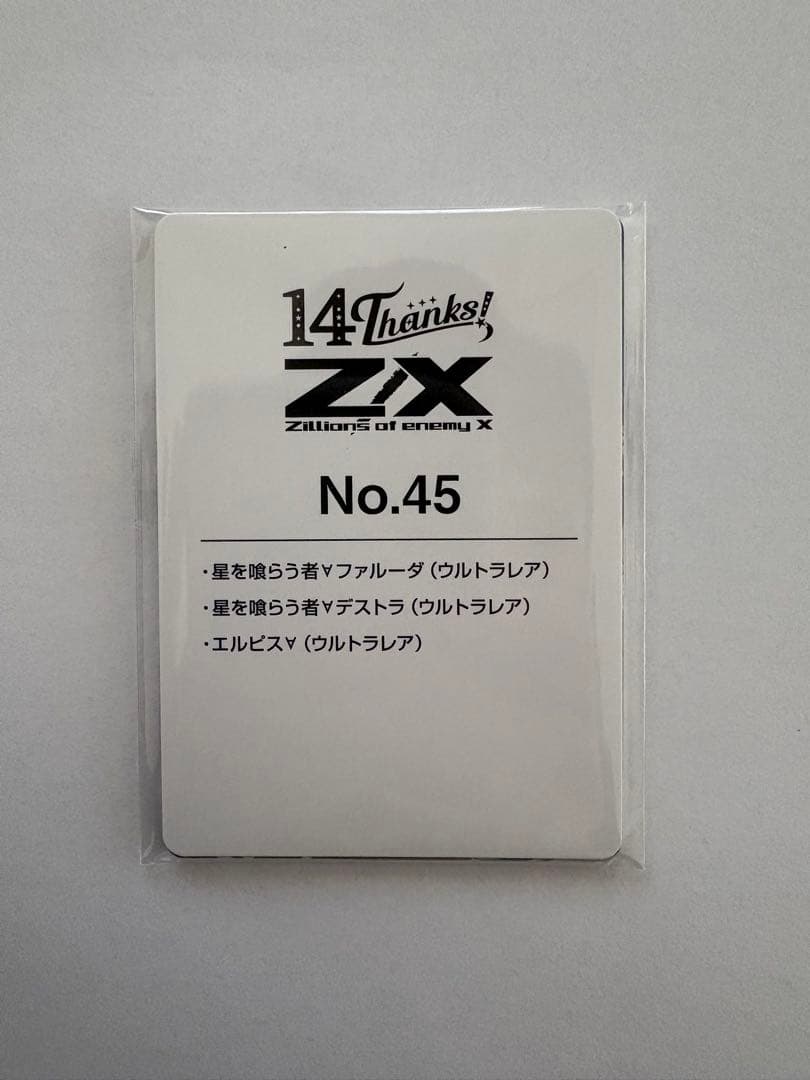 14 Thanks!
Z/X
Zillions of enemy X
No.45
・星を喰らう者∀ファルーダ（ウルトラレア）
・星を喰らう者∀デストラ（ウルトラレア）
・エルピス∀（ウルトラレア）